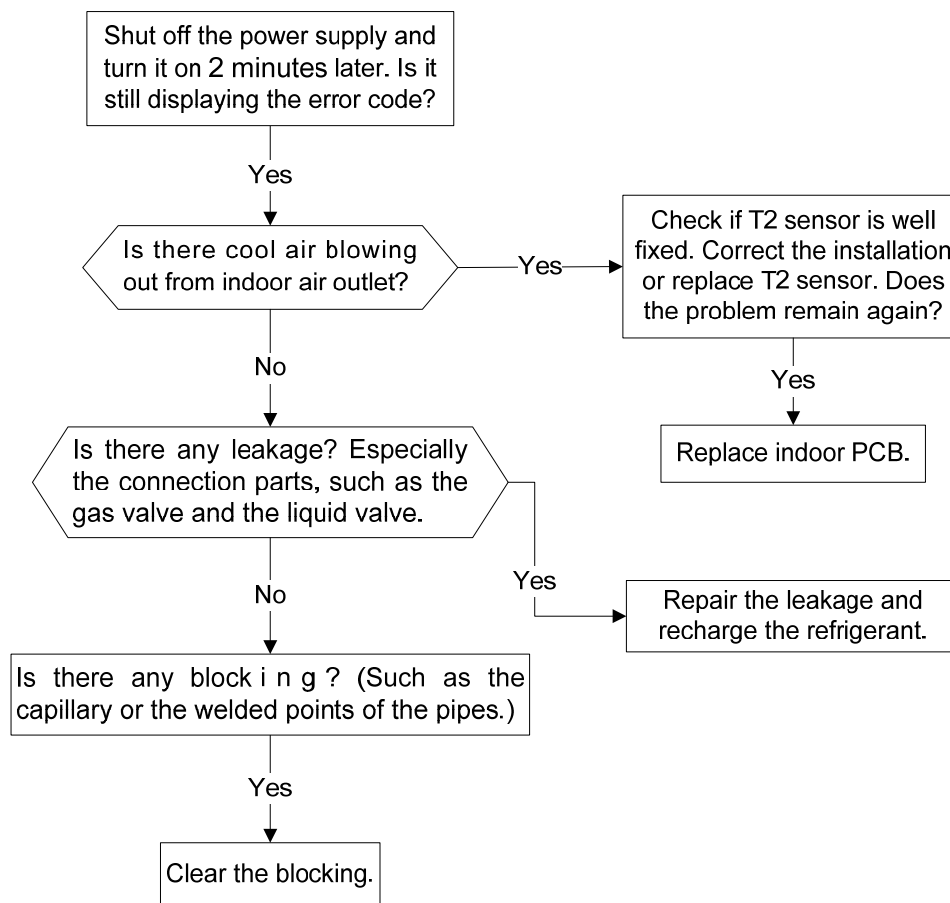 Shut off the power supply and
turn it on 2 minutes later. Is it
still displaying the error code?
Yes
Is there cool air blowing
out from indoor air outlet?
Yes
Check if T2 sensor is well
fixed. Correct the installation
or replace T2 sensor. Does
the problem remain again?
Yes
Replace indoor PCB.
No
Is there any leakage? Especially
the connection parts, such as the
gas valve and the liquid valve.
Yes
Repair the leakage and
recharge the refrigerant.
No
Is there any blocking? (Such as the
capillary or the welded points of the pipes.)
Yes
Clear the blocking.